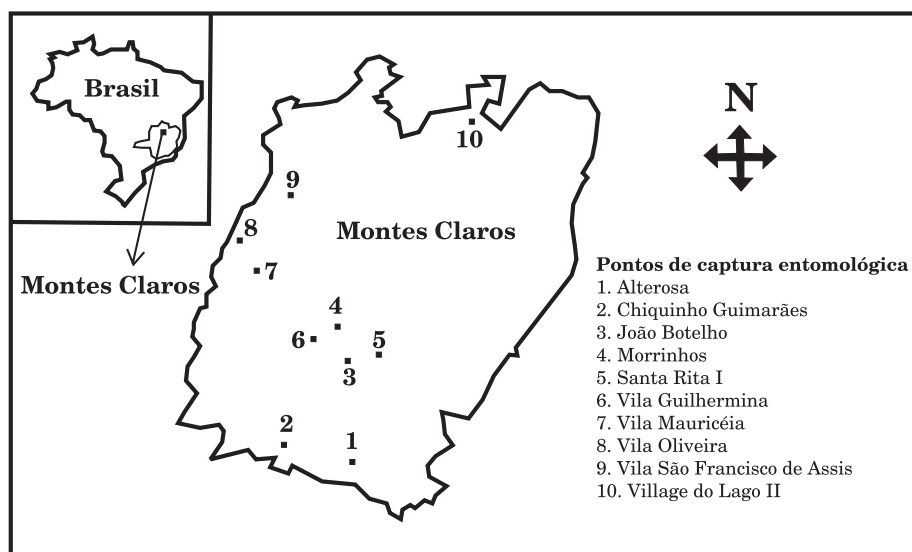 Brasil
Montes Claros
N
10
9
8
7
Montes Claros
4
6
5
3
2
1
Pontos de captura entomológica
1. Alterosa
2. Chiquinho Guimarães
3. João Botelho
4. Morrinhos
5. Santa Rita I
6. Vila Guilhermina
7. Vila Mauricéia
8. Vila Oliveira
9. Vila São Francisco de Assis
10. Village do Lago II